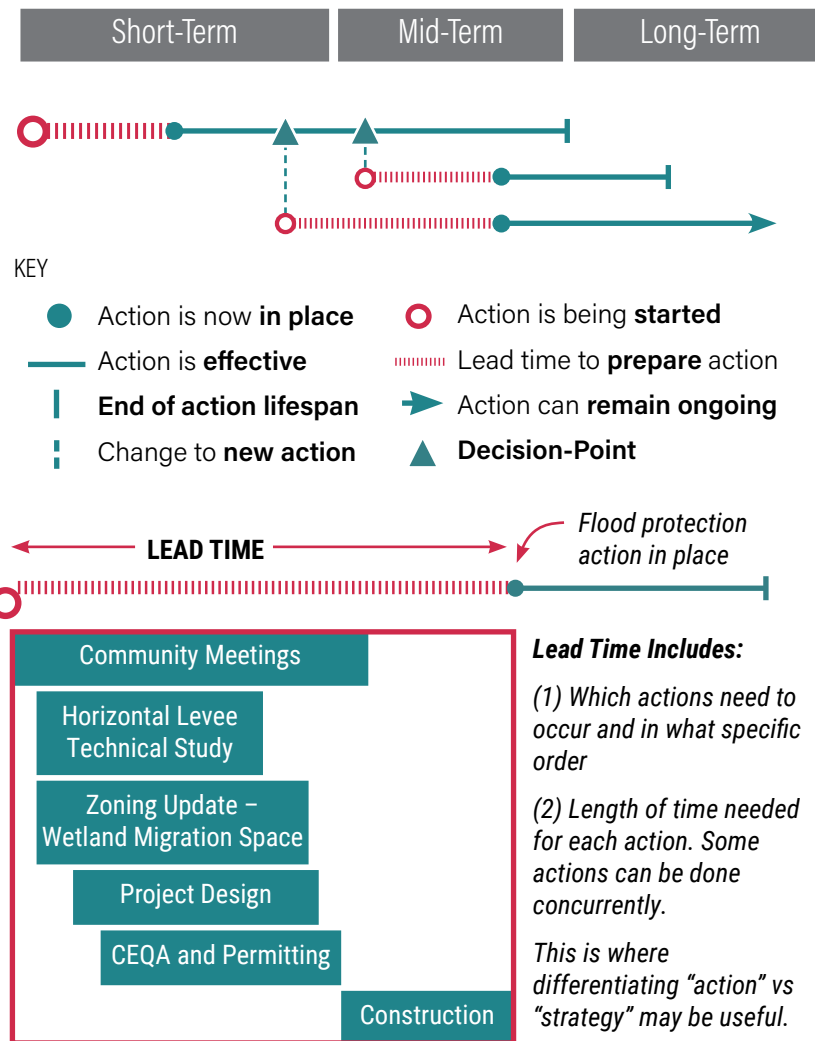 Short-Term
Mid-Term
Long-Term
KEY
Action is now in place
Action is being started
Action is effective
Lead time to prepare action
End of action lifespan
Action can remain ongoing
Change to new action
Decision-Point
LEAD TIME
Flood protection
action in place
Community Meetings
Horizontal Levee
Technical Study
Zoning Update –
Wetland Migration Space
Project Design
CEQA and Permitting
Construction
Lead Time Includes:
(1) Which actions need to
occur and in what specific
order
(2) Length of time needed
for each action. Some
actions can be done
concurrently.
This is where
differentiating “action” vs
“strategy” may be useful.